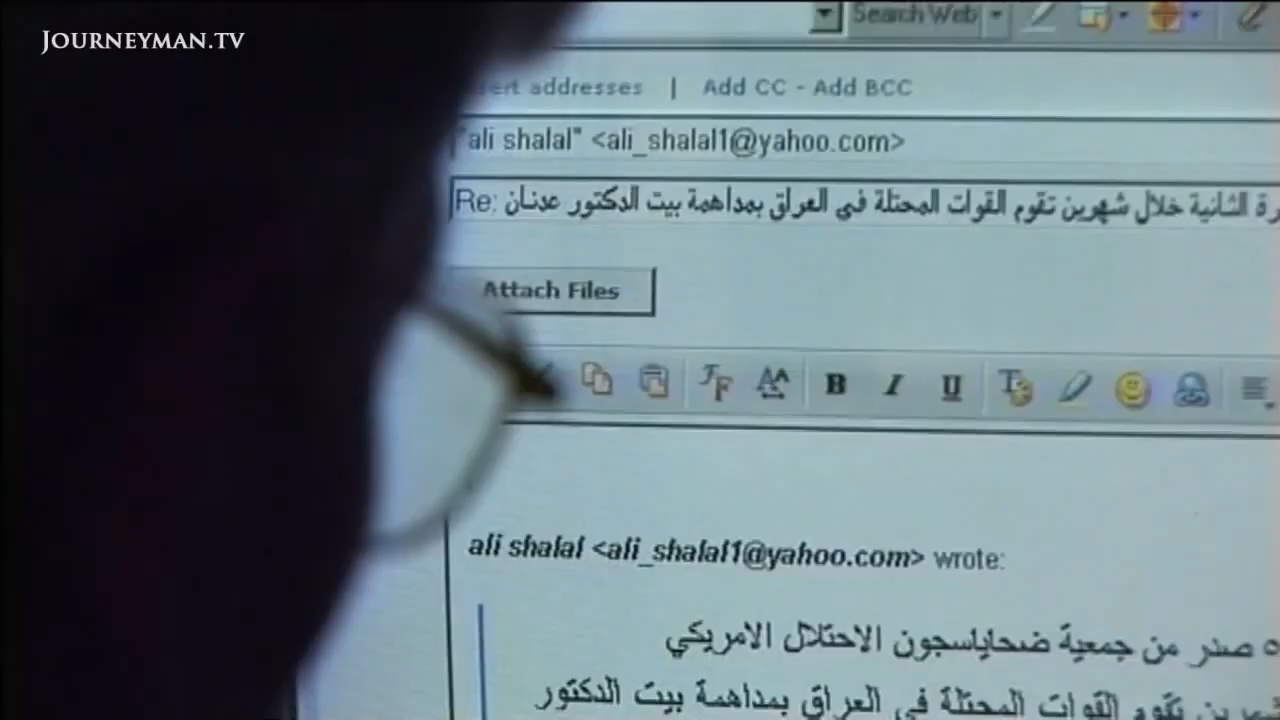 JOURNEYMAN.TV
Search Web
addresses | Add CC - Add BCC
"ali shalal" <ali_shalal1@yahoo.com>
Re: الثانية خلال شهرين تقوم القوات المحتلة في العراق بمداهمة بيت الدكتور عدنان
Attach Files
B I U
ali shalal <ali_shalal1@yahoo.com> wrote:
صدر من جمعية ضحاياسجون الاحتلال الامريكي
تقوم القوات المحتلة في العراق بمداهمة بيت الدكتور